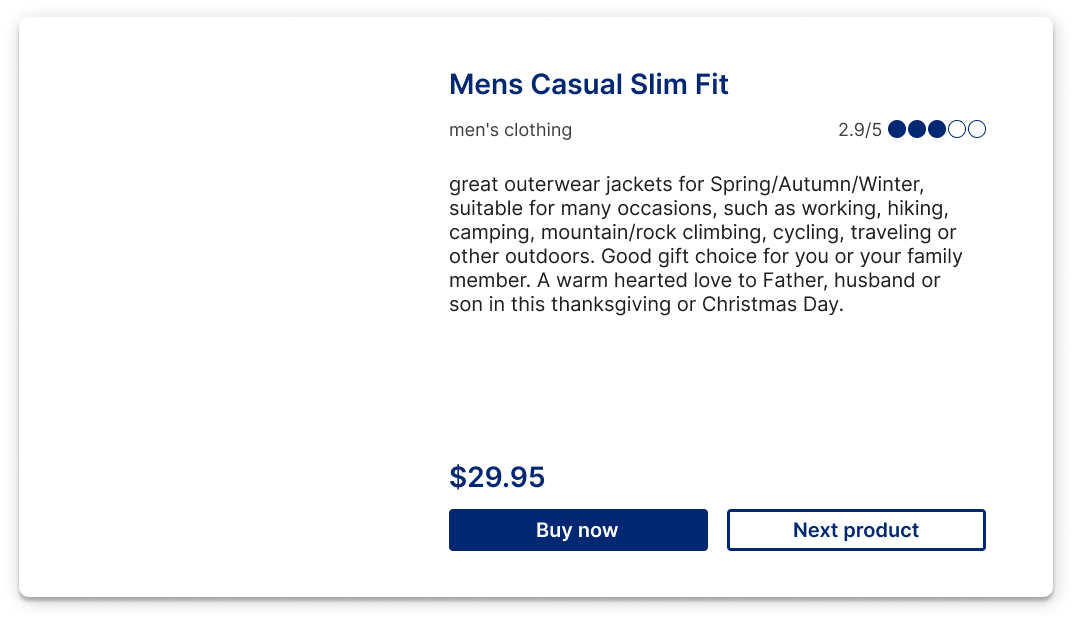 Mens Casual Slim Fit
men's clothing
2.9/5
great outerwear jackets for Spring/Autumn/Winter,
suitable for many occasions, such as working, hiking,
camping, mountain/rock climbing, cycling, traveling or
other outdoors. Good gift choice for you or your family
member. A warm hearted love to Father, husband or
son in this thanksgiving or Christmas Day.
$29.95
Buy now
Next product